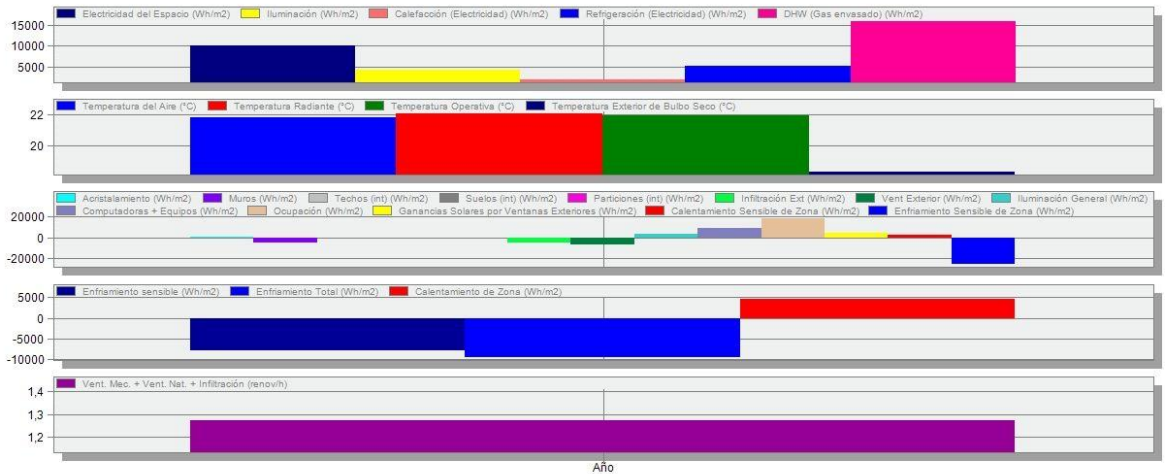 Electricidad del Espacio (Wh/m2) Iluminación (Wh/m2) Calefacción (Electricidad) (Wh/m2) Refrigeración (Electricidad) (Wh/m2) DHW (Gas envasado) (Wh/m2)
15000
10000
5000
Temperatura del Aire (°C) Temperatura Radiante (°C) Temperatura Operativa (°C) Temperatura Exterior de Bulbo Seco (°C)
22
20
Acristalamiento (Wh/m2) Muros (Wh/m2) Techos (int) (Wh/m2) Suelos (int) (Wh/m2) Particiones (int) (Wh/m2) Infiltración Ext (Wh/m2) Vent Exterior (Wh/m2) Iluminación General (Wh/m2)
Computadoras + Equipos (Wh/m2) Ocupación (Wh/m2) Ganancias Solares por Ventanas Exteriores (Wh/m2) Calentamiento Sensible de Zona (Wh/m2) Enfriamiento Sensible de Zona (Wh/m2)
20000
0
-20000
Enfriamiento sensible (Wh/m2) Enfriamiento Total (Wh/m2) Calentamiento de Zona (Wh/m2)
5000
0
-5000
-10000
Vent. Mec. + Vent. Nat. + Infiltración (renov/h)
1,4
1,3
1,2
Año